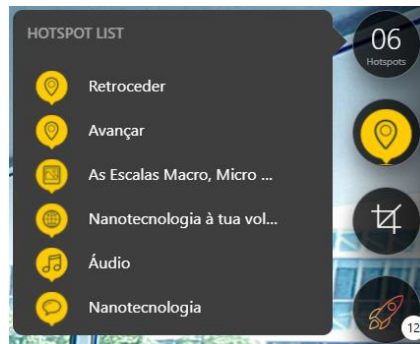 HOTSPOT LIST
06
Hotspots
Retroceder
Avançar
As Escalas Macro, Micro ...
Nanotecnologia à tua vol...
Áudio
Nanotecnologia
12